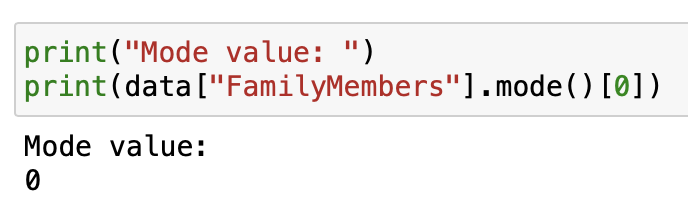 print("Mode value: ")
print(data["FamilyMembers"].mode()[0])
Mode value:
0